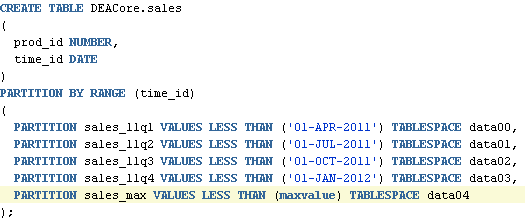 CREATE TABLE DEACore.sales
(
prod_id NUMBER,
time_id DATE
)
PARTITION BY RANGE (time_id)
(
PARTITION sales_11q1 VALUES LESS THAN ('01-APR-2011') TABLESPACE data00,
PARTITION sales_11q2 VALUES LESS THAN ('01-JUL-2011') TABLESPACE data01,
PARTITION sales_11q3 VALUES LESS THAN ('01-OCT-2011') TABLESPACE data02,
PARTITION sales_11q4 VALUES LESS THAN ('01-JAN-2012') TABLESPACE data03,
PARTITION sales_max VALUES LESS THAN (maxvalue) TABLESPACE data04
);